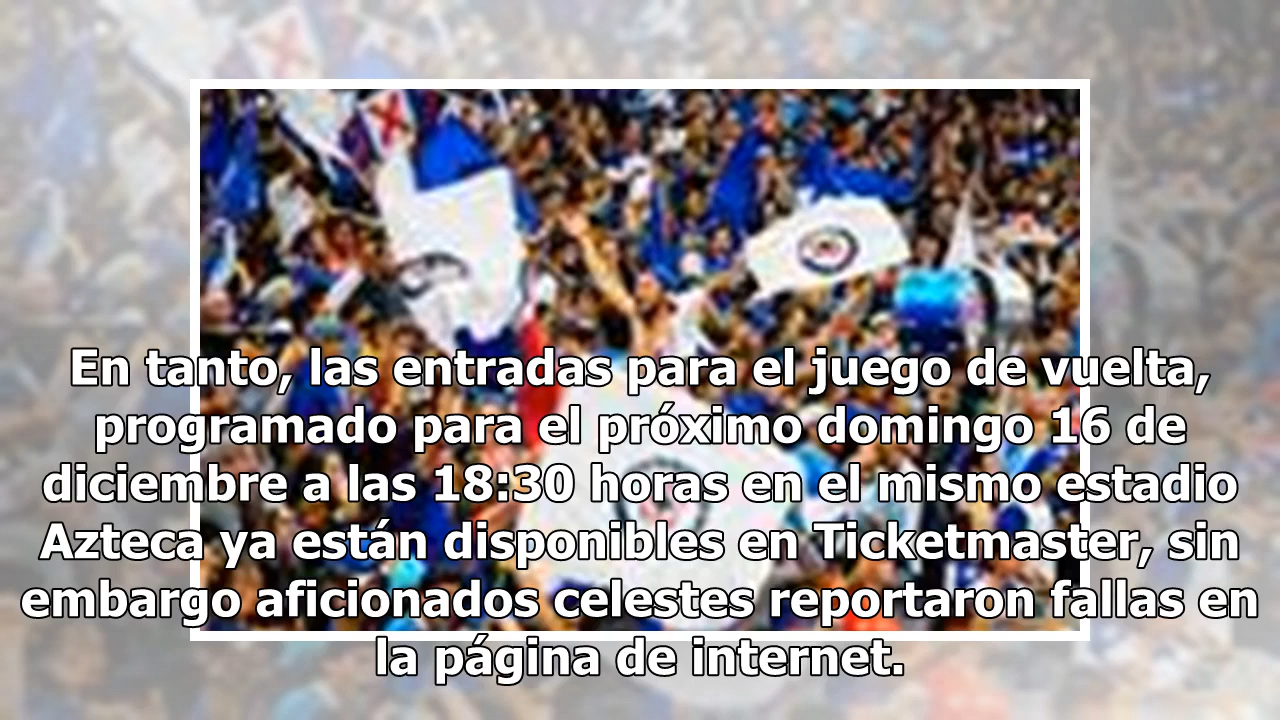 En tanto, las entradas para el juego de vuelta,
programado para el próximo domingo 16 de
diciembre a las 18:30 horas en el mismo estadio
Azteca ya están disponibles en Ticketmaster, sin
embargo aficionados celestes reportaron fallas en
la página de internet.